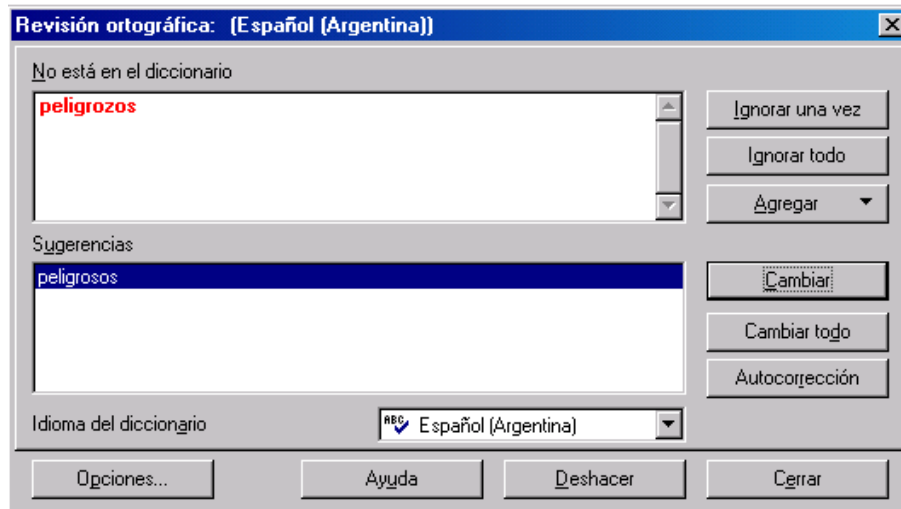 Revisión ortográfica: (Español (Argentina))
No está en el diccionario
peligrozos
Ignorar una vez
Ignorar todo
Agregar
Sugerencias
peligrosos
Cambiar
Cambiar todo
Autocorrección
Idioma del diccionario
ABC Español (Argentina)
Opciones... Ayuda Deshacer Cerrar